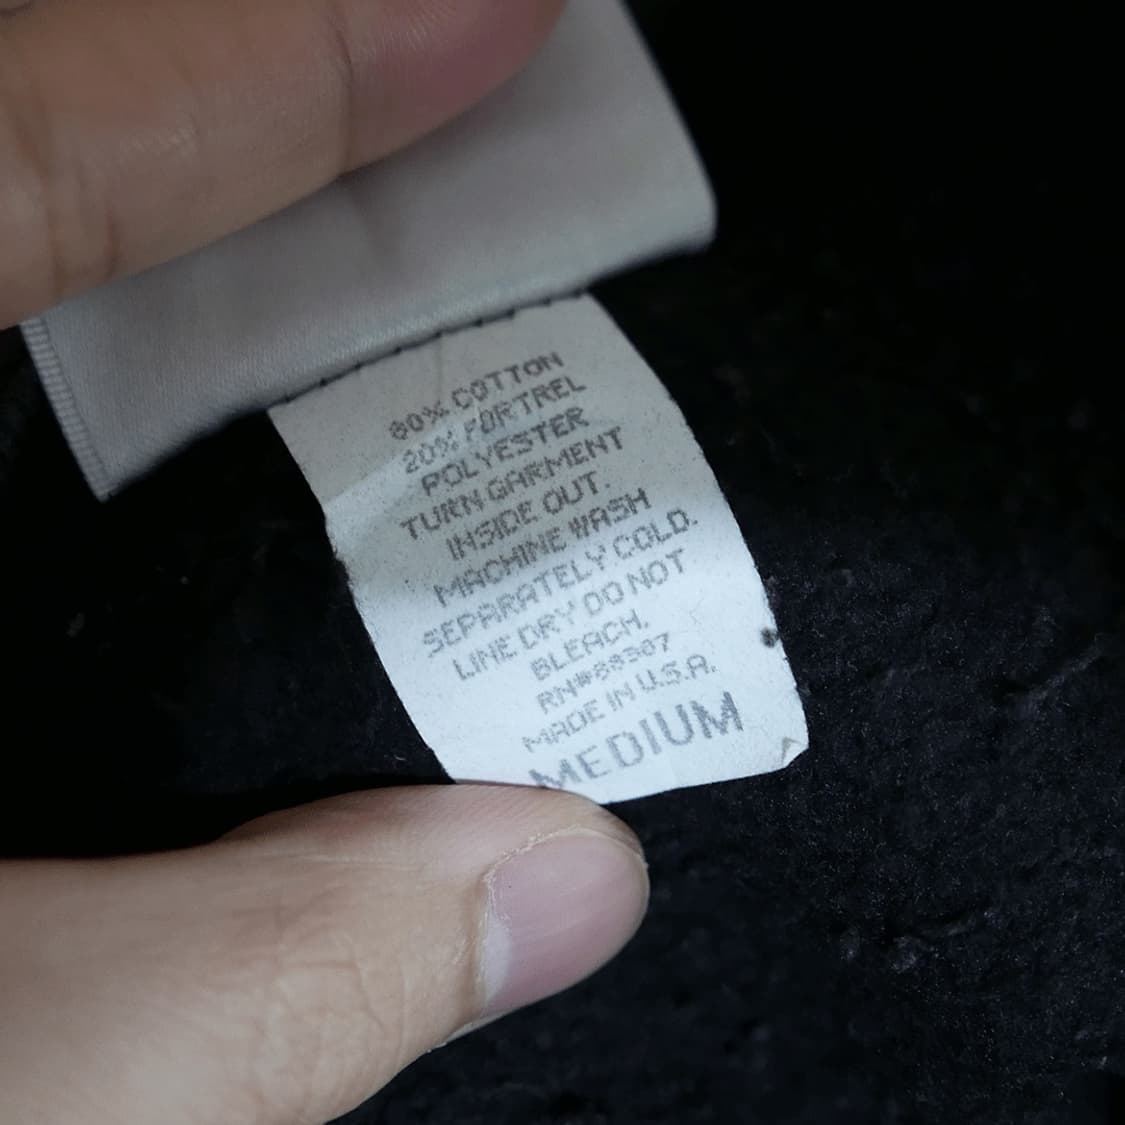 80% COTTON
20% FORTREL
POLYESTER
TURN GARMENT
INSIDE OUT.
MACHINE WASH
SEPARATELY COLD.
LINE DRY DO NOT
BLEACH.
MADE IN U.S.A.
MEDIUM